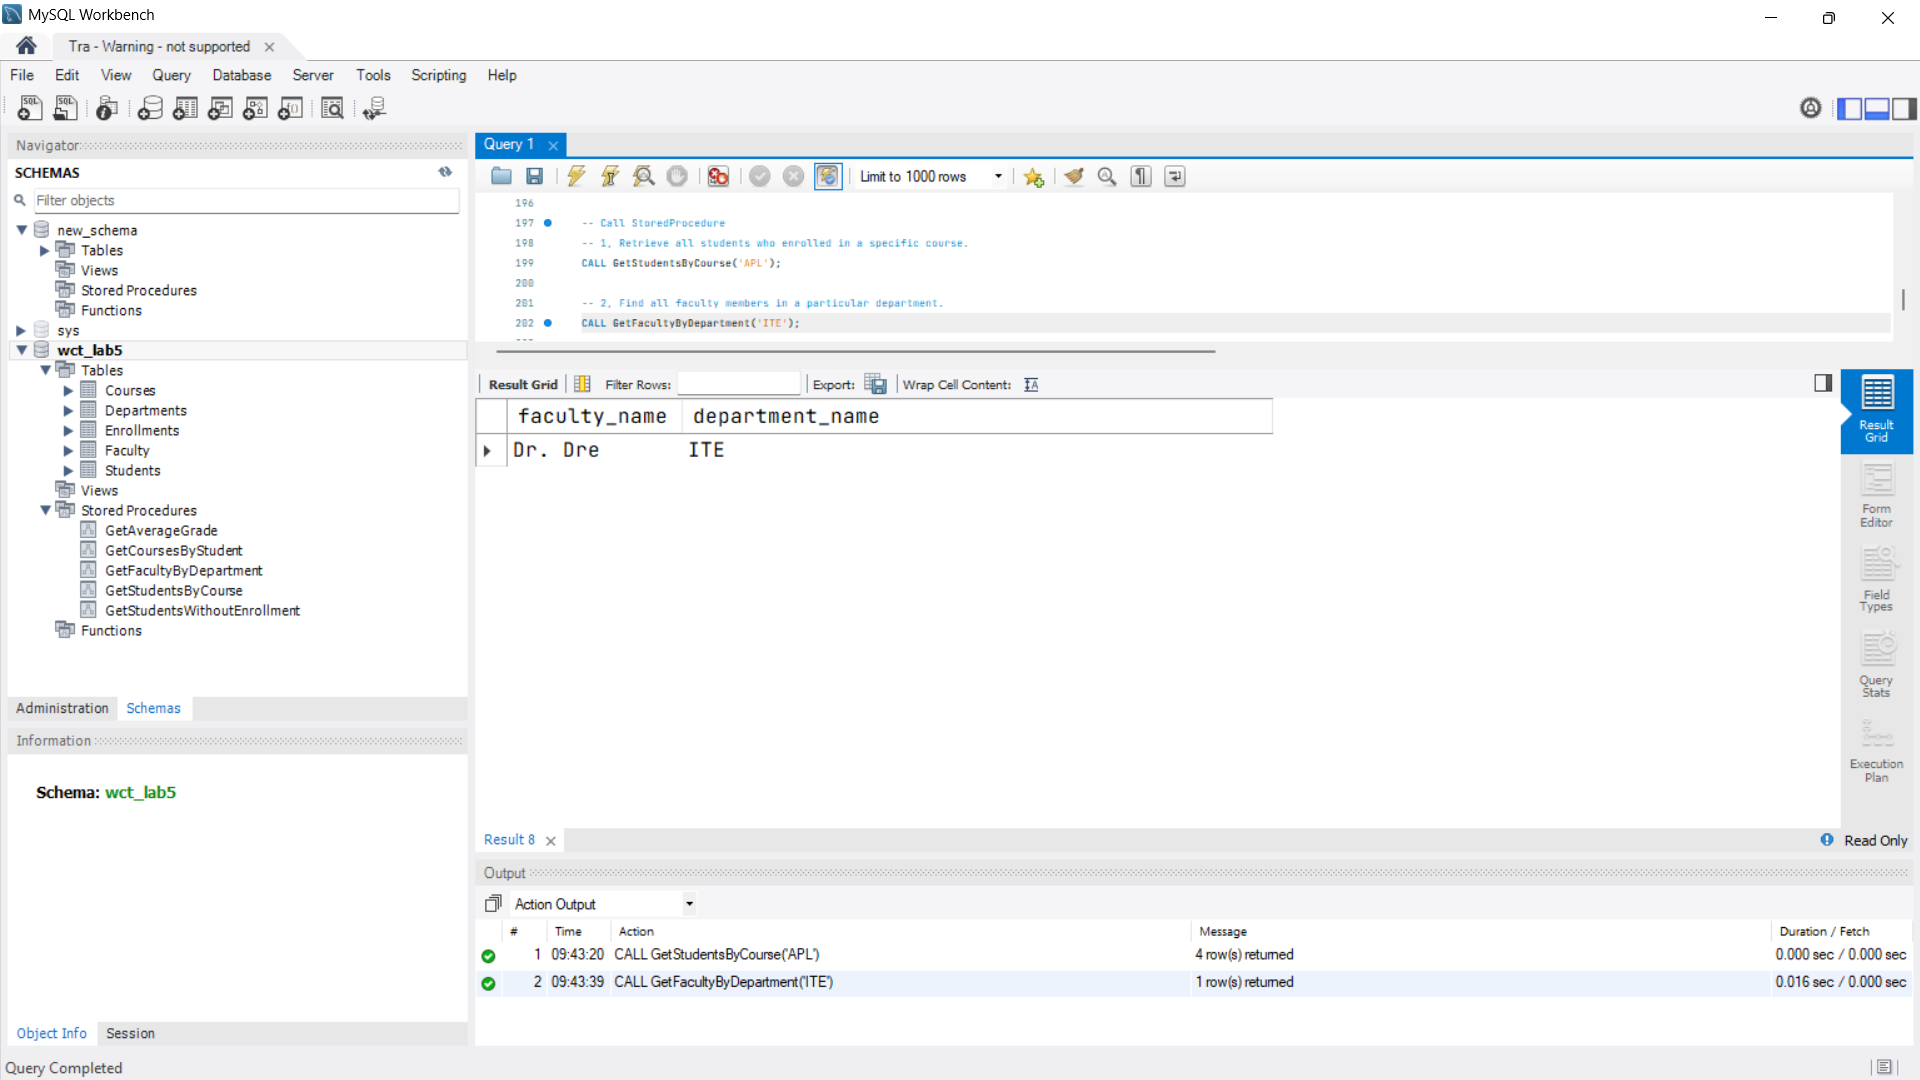 MySQL Workbench
Tra - Warning - not supported
File Edit View Query Database Server Tools Scripting Help
Navigator
SCHEMAS
Filter objects
new_schema
Tables
Views
Stored Procedures
Functions
sys
wct_lab5
Tables
Courses
Departments
Enrollments
Faculty
Students
Views
Stored Procedures
GetAverageGrade
GetCoursesByStudent
GetFacultyByDepartment
GetStudentsByCourse
GetStudentsWithoutEnrollment
Functions
Administration Schemas
Information
Schema: wct_lab5
Object Info Session
Query Completed
Query 1
Limit to 1000 rows
196
197 -- Call StoredProcedure
198 -- 1, Retrieve all students who enrolled in a specific course.
199 CALL GetStudentsByCourse('APL');
200
201 -- 2, Find all faculty members in a particular department.
202 CALL GetFacultyByDepartment('ITE');
Result Grid Filter Rows: Export: Wrap Cell Content:
faculty_name department_name
Dr. Dre ITE
Result Grid
Form Editor
Field Types
Query Stats
Execution Plan
Result 8 Read Only
Output
Action Output
# Time Action Message Duration / Fetch
1 09:43:20 CALL GetStudentsByCourse('APL') 4 row(s) returned 0.000 sec / 0.000 sec
2 09:43:39 CALL GetFacultyByDepartment('ITE') 1 row(s) returned 0.016 sec / 0.000 sec